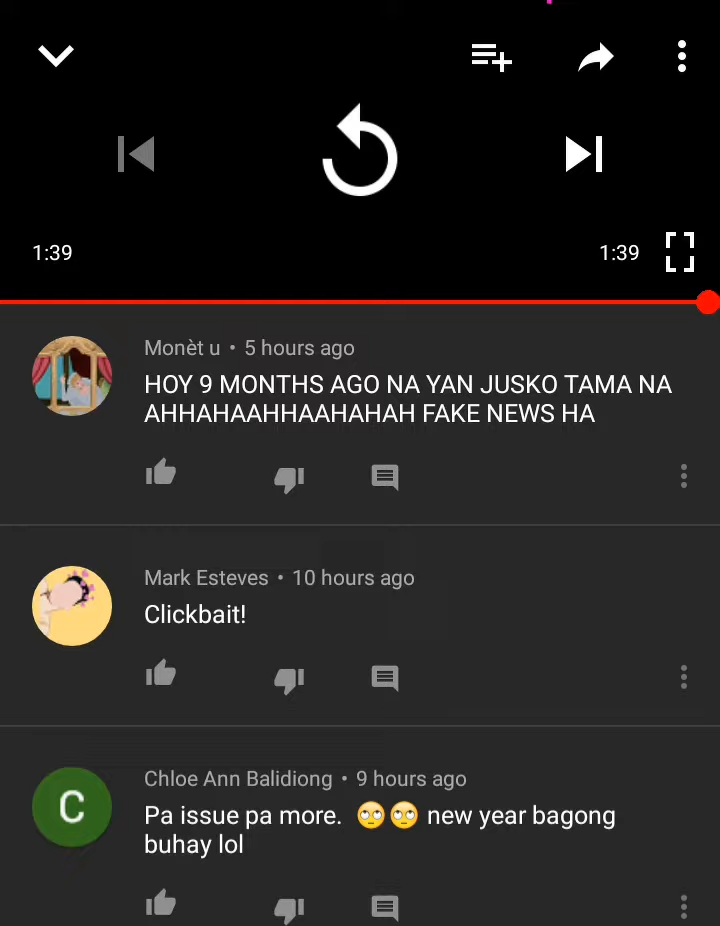 1:39 1:39
Monèt u • 5 hours ago
HOY 9 MONTHS AGO NA YAN JUSKO TAMA NA
AHHAHAAHHAAHAHAH FAKE NEWS HA
Mark Esteves • 10 hours ago
Clickbait!
C
Chloe Ann Balidiong • 9 hours ago
Pa issue pa more. 🙄🙄 new year bagong
buhay lol